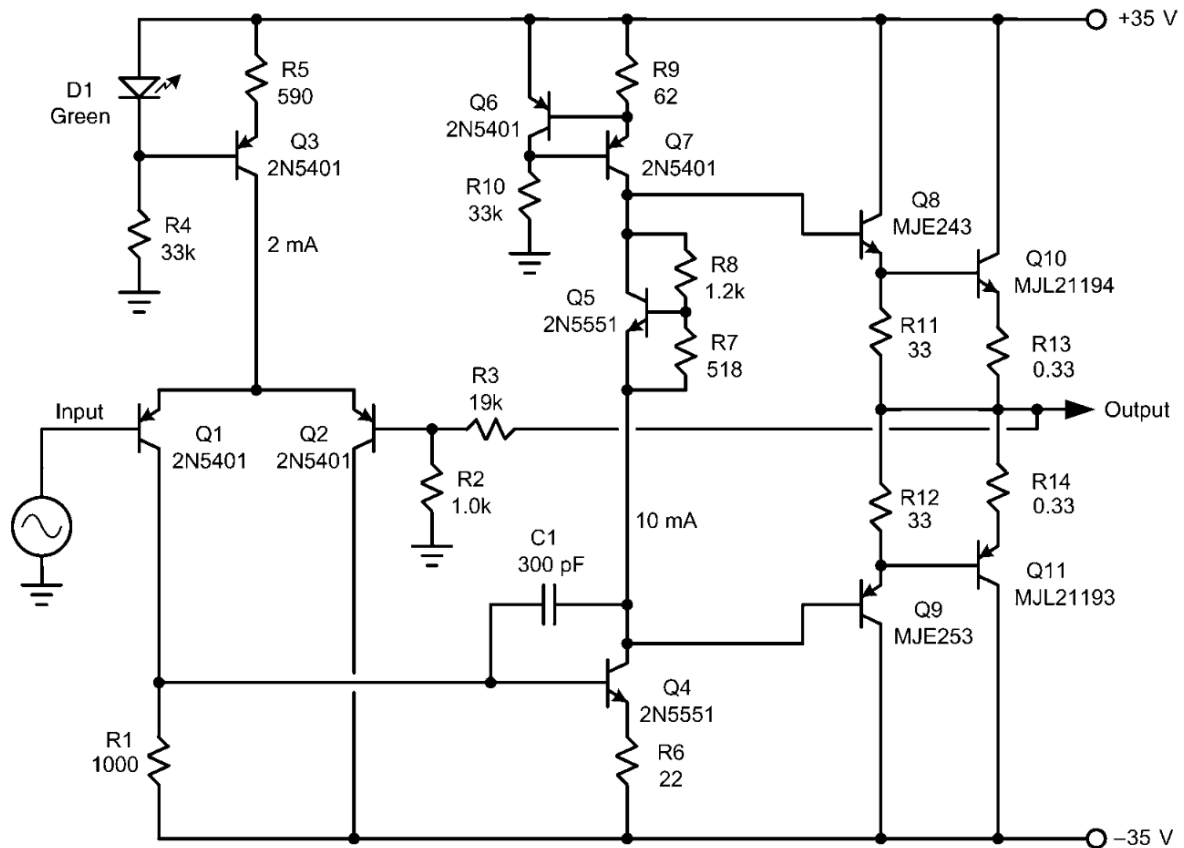 +35 V
D1
Green
R5
590
Q3
2N5401
R4
33k
2 mA
Q6
2N5401
R9
62
Q7
2N5401
R10
33k
Q8
MJE243
Q10
MJL21194
R8
1.2k
Q5
2N5551
R7
518
R11
33
R13
0.33
Input
Q1
2N5401
Q2
2N5401
R3
19k
R2
1.0k
Output
R12
33
R14
0.33
10 mA
C1
300 pF
Q9
MJE253
Q11
MJL21193
Q4
2N5551
R1
1000
R6
22
–35 V